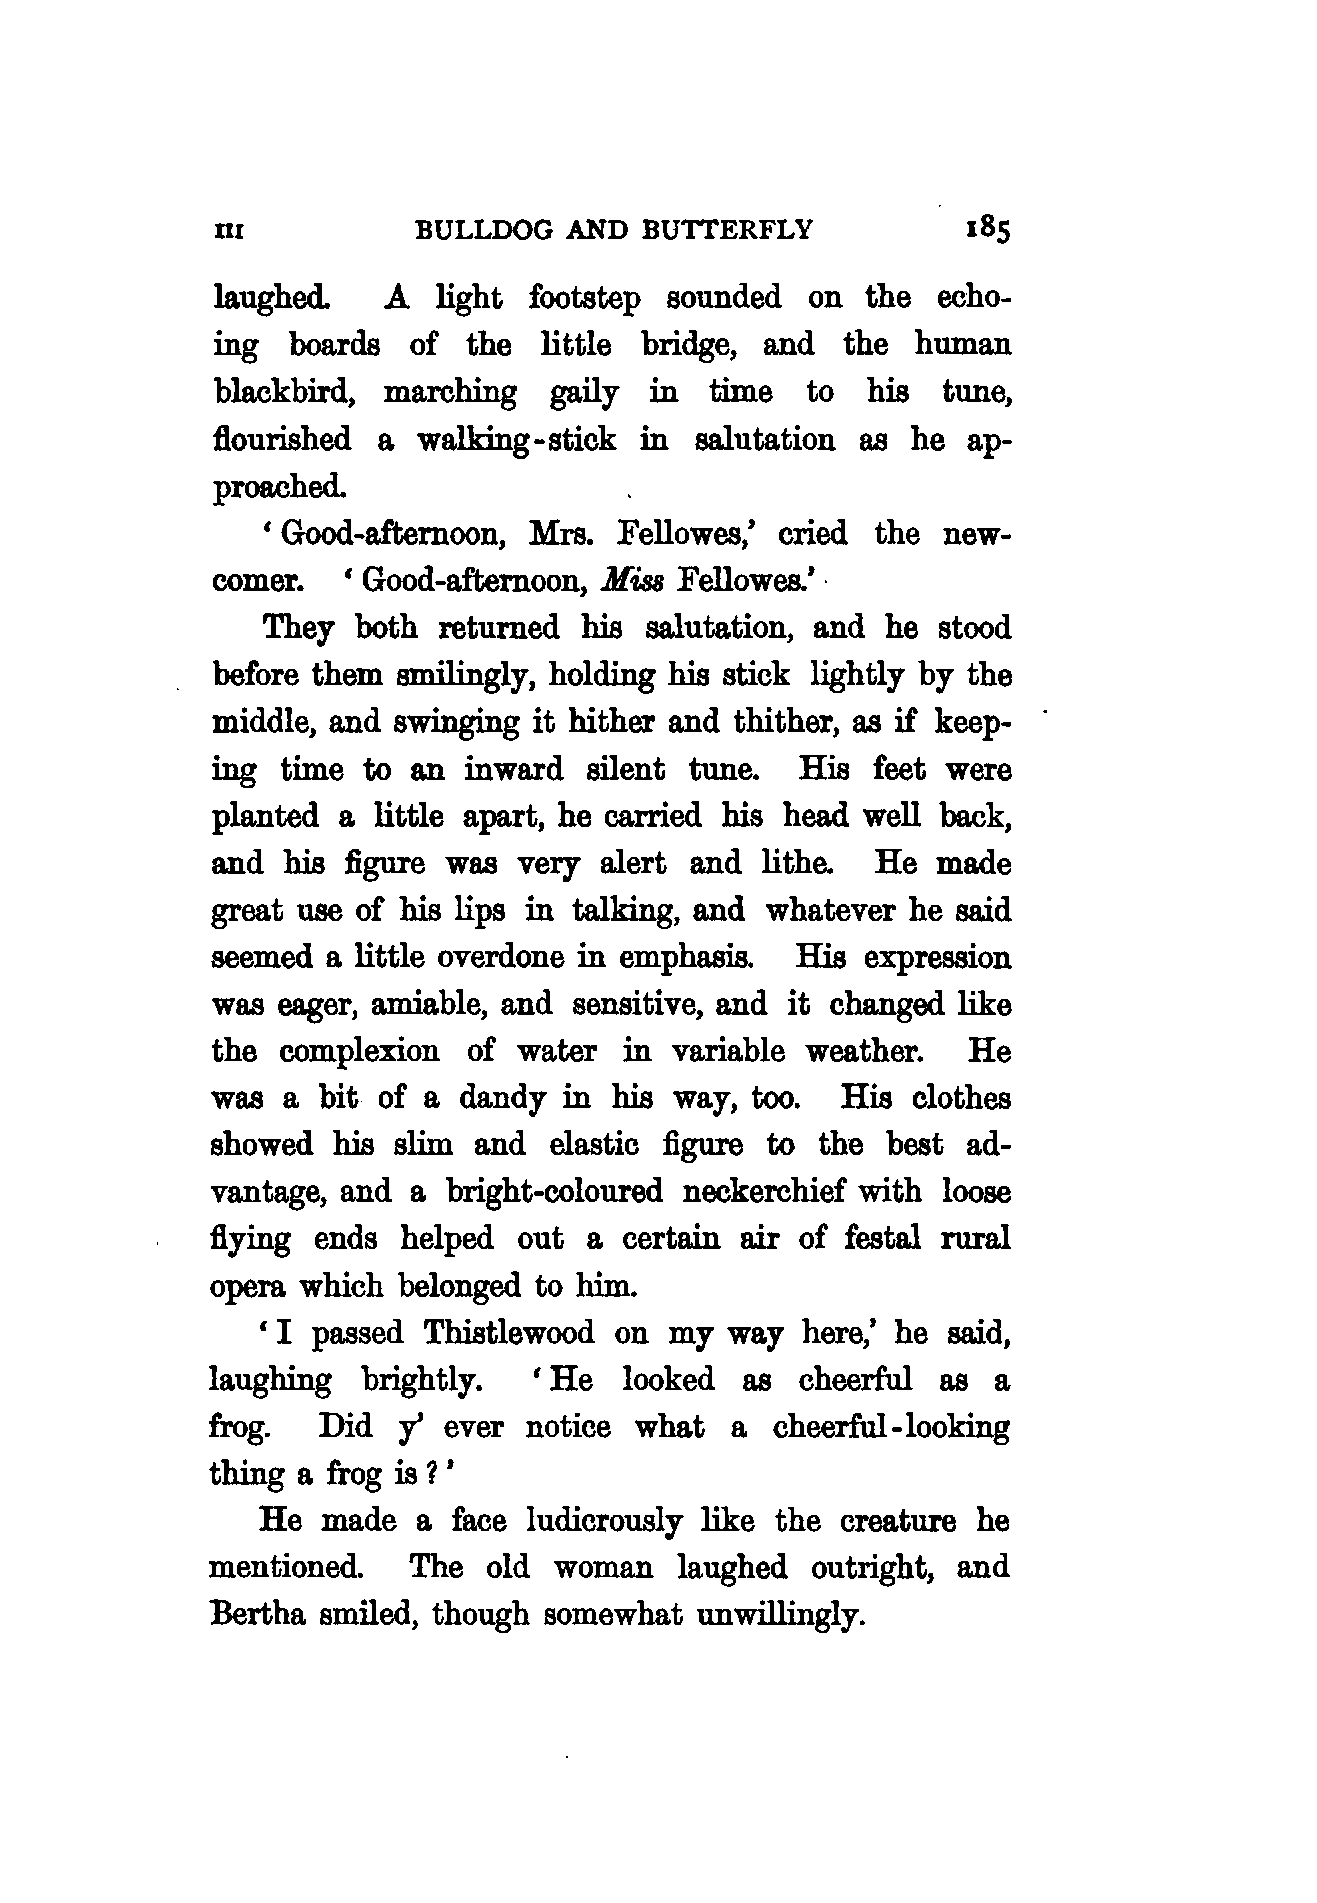 III BULLDOG AND BUTTERFLY 185
laughed. A light footstep sounded on the echo-
ing boards of the little bridge, and the human
blackbird, marching gaily in time to his tune,
flourished a walking-stick in salutation as he ap-
proached.
‘Good-afternoon, Mrs. Fellowes,’ cried the new-
comer. ‘Good-afternoon, Miss Fellowes.’
They both returned his salutation, and he stood
before them smilingly, holding his stick lightly by the
middle, and swinging it hither and thither, as if keep-
ing time to an inward silent tune. His feet were
planted a little apart, he carried his head well back,
and his figure was very alert and lithe. He made
great use of his lips in talking, and whatever he said
seemed a little overdone in emphasis. His expression
was eager, amiable, and sensitive, and it changed like
the complexion of water in variable weather. He
was a bit of a dandy in his way, too. His clothes
showed his slim and elastic figure to the best ad-
vantage, and a bright-coloured neckerchief with loose
flying ends helped out a certain air of festal rural
opera which belonged to him.
‘I passed Thistlewood on my way here,’ he said,
laughing brightly. ‘He looked as cheerful as a
frog. Did y’ ever notice what a cheerful-looking
thing a frog is?’
He made a face ludicrously like the creature he
mentioned. The old woman laughed outright, and
Bertha smiled, though somewhat unwillingly.